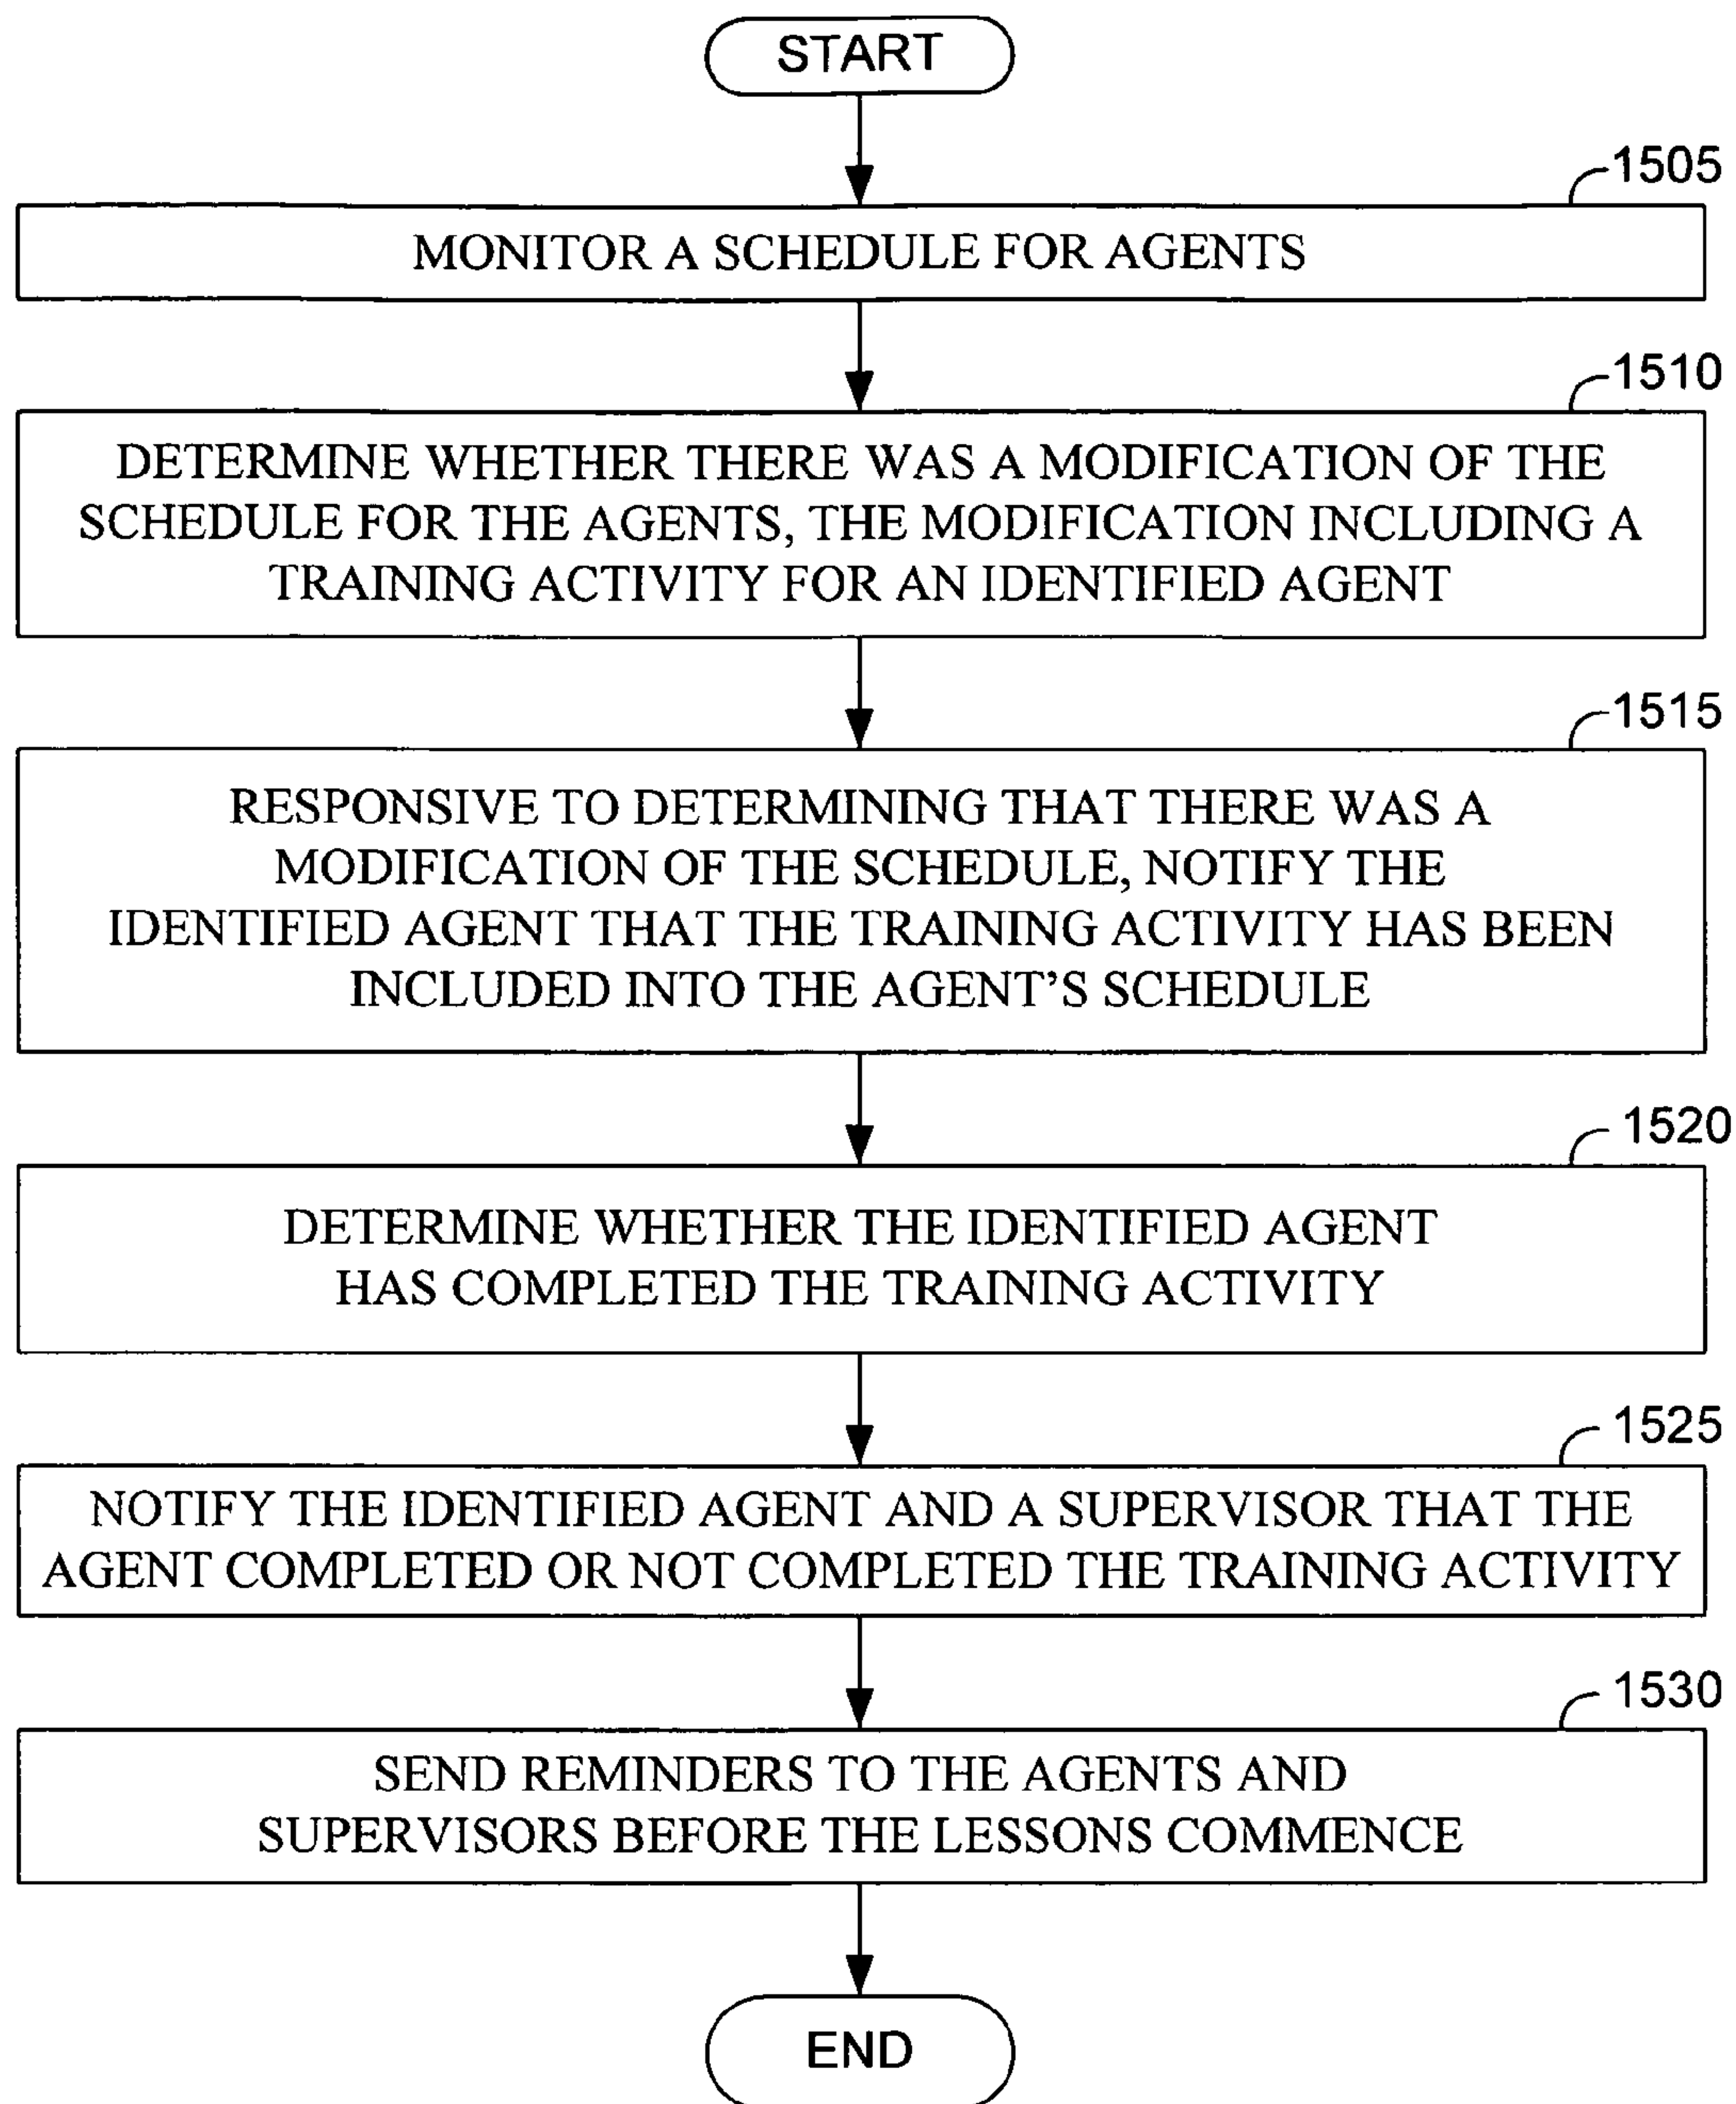 START
1505
MONITOR A SCHEDULE FOR AGENTS
1510
DETERMINE WHETHER THERE WAS A MODIFICATION OF THE
SCHEDULE FOR THE AGENTS, THE MODIFICATION INCLUDING A
TRAINING ACTIVITY FOR AN IDENTIFIED AGENT
1515
RESPONSIVE TO DETERMINING THAT THERE WAS A
MODIFICATION OF THE SCHEDULE, NOTIFY THE
IDENTIFIED AGENT THAT THE TRAINING ACTIVITY HAS BEEN
INCLUDED INTO THE AGENT’S SCHEDULE
1520
DETERMINE WHETHER THE IDENTIFIED AGENT
HAS COMPLETED THE TRAINING ACTIVITY
1525
NOTIFY THE IDENTIFIED AGENT AND A SUPERVISOR THAT THE
AGENT COMPLETED OR NOT COMPLETED THE TRAINING ACTIVITY
1530
SEND REMINDERS TO THE AGENTS AND
SUPERVISORS BEFORE THE LESSONS COMMENCE
END